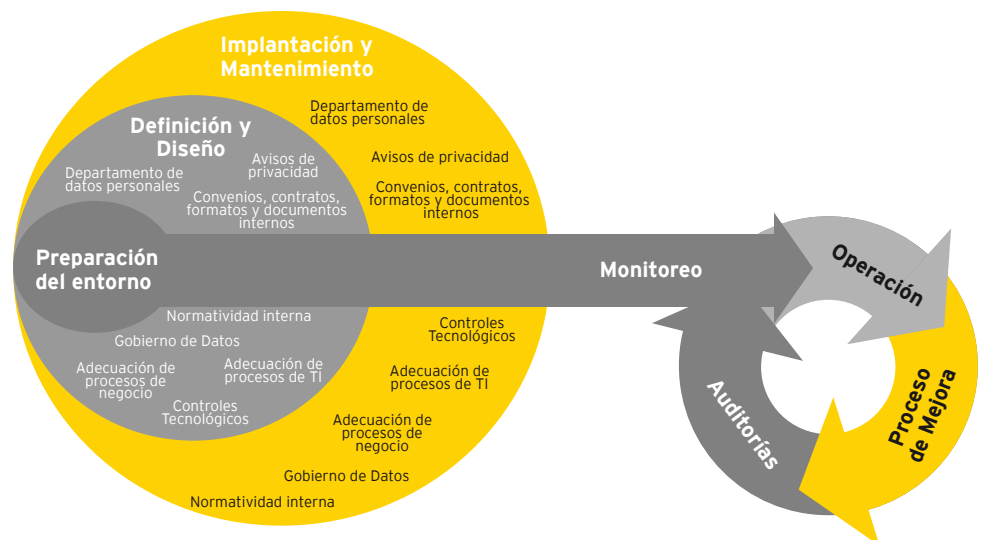 Implantación y
Mantenimiento
Departamento de
datos personales
Avisos de privacidad
Convenios, contratos,
formatos y documentos
internos
Definición y
Diseño
Avisos de
privacidad
Departamento de
datos personales
Convenios, contratos,
formatos y documentos
internos
Preparación
del entorno
Monitoreo
Operación
Proceso
de Mejora
Auditorías
Normatividad interna
Gobierno de Datos
Adecuación de
procesos de
negocio
Adecuación de
procesos de TI
Controles
Tecnológicos
Controles
Tecnológicos
Adecuación de
procesos de TI
Adecuación de
procesos de
negocio
Gobierno de Datos
Normatividad interna